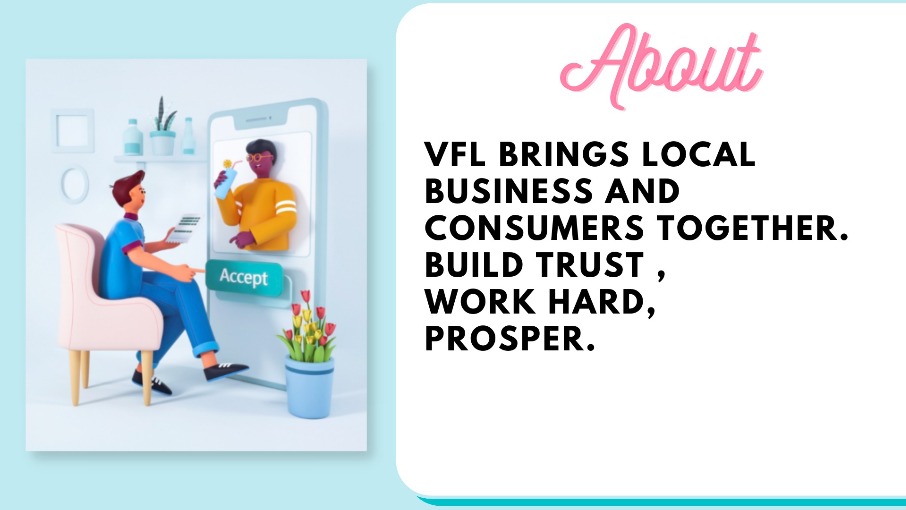 About
VFL BRINGS LOCAL
BUSINESS AND
CONSUMERS TOGETHER.
BUILD TRUST ,
WORK HARD,
PROSPER.
Accept